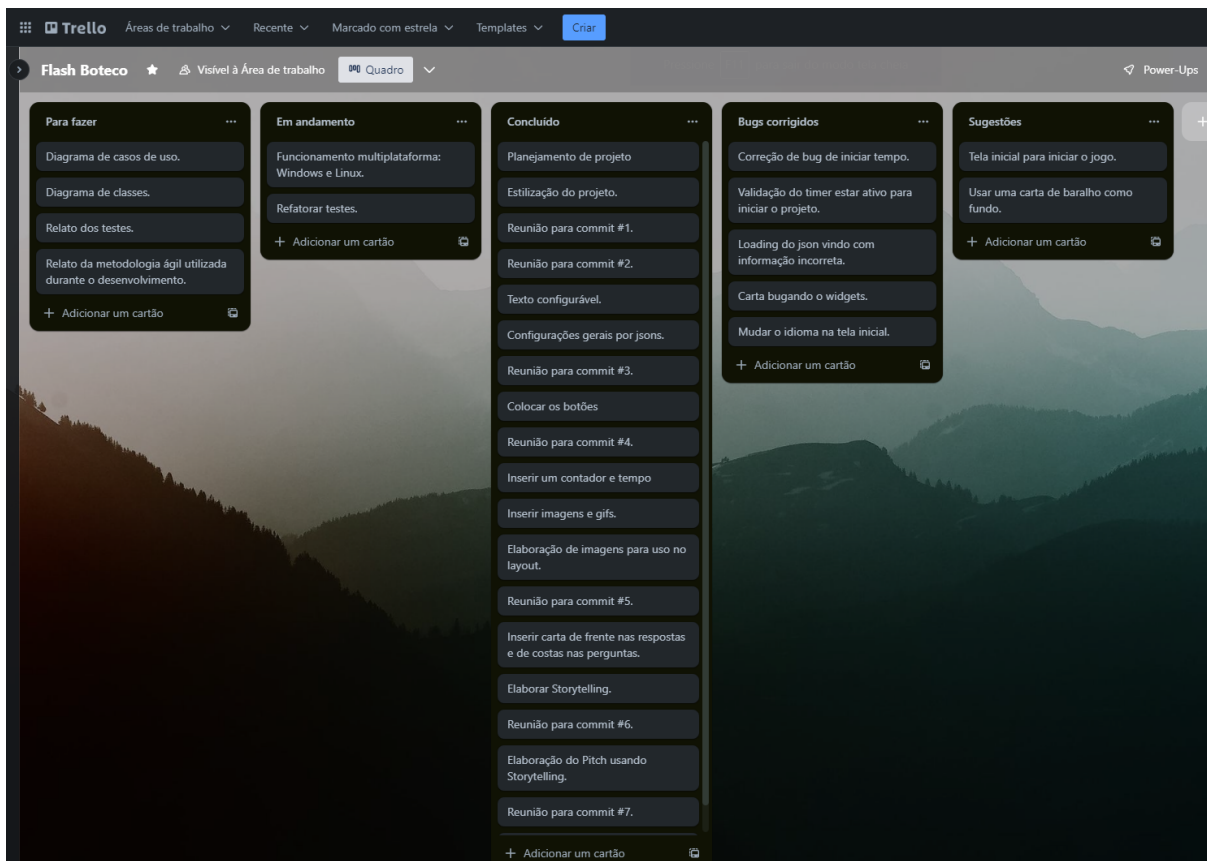 Trello Áreas de trabalho Recente Marcado com estrela Templates Criar
Flash Boteco Visível à Área de trabalho Quadro Power-Ups
Para fazer
Diagrama de casos de uso.
Diagrama de classes.
Relato dos testes.
Relato da metodologia ágil utilizada
durante o desenvolvimento.
+ Adicionar um cartão
Em andamento
Funcionamento multiplataforma:
Windows e Linux.
Refatorar testes.
+ Adicionar um cartão
Concluído
Planejamento de projeto
Estilização do projeto.
Reunião para commit #1.
Reunião para commit #2.
Texto configurável.
Configurações gerais por jsons.
Reunião para commit #3.
Colocar os botões
Reunião para commit #4.
Inserir um contador e tempo
Inserir imagens e gifs.
Elaboração de imagens para uso no
layout.
Reunião para commit #5.
Inserir carta de frente nas respostas
e de costas nas perguntas.
Elaborar Storytelling.
Reunião para commit #6.
Elaboração do Pitch usando
Storytelling.
Reunião para commit #7.
+ Adicionar um cartão
Bugs corrigidos
Correção de bug de iniciar tempo.
Validação do timer estar ativo para
iniciar o projeto.
Loading do json vindo com
informação incorreta.
Carta bugando o widgets.
Mudar o idioma na tela inicial.
+ Adicionar um cartão
Sugestões
Tela inicial para iniciar o jogo.
Usar uma carta de baralho como
fundo.
+ Adicionar um cartão